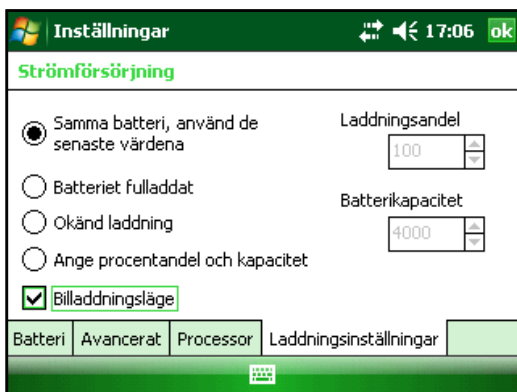 Inställningar 17:06 ok
Strömförsörjning
Samma batteri, använd de
senaste värdena
Batteriet fulladdat
Okänd laddning
Ange procentandel och kapacitet
Billaddningsläge
Laddningsandel
100
Batterikapacitet
4000
Batteri Avancerat Processor Laddningsinställningar